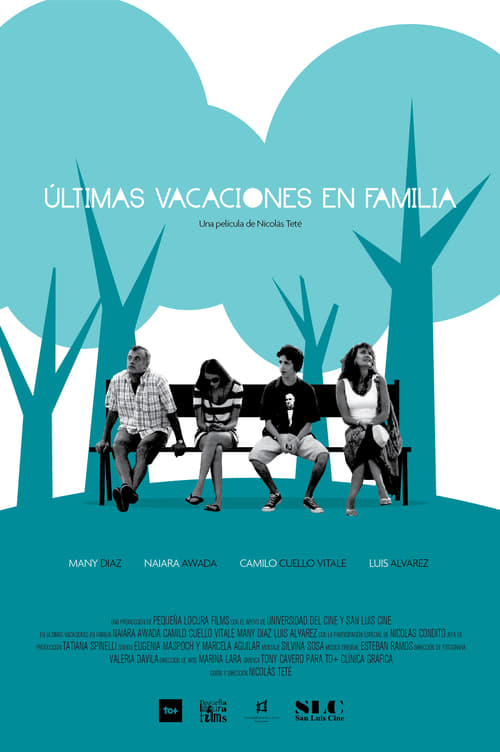 ÚLTIMAS VACACIONES EN FAMILIA
Una película de Nicolás Teté
MANY DIAZ NAIARA AWADA CAMILO CUELLO VITALE LUIS ALVAREZ
UNA PRODUCCIÓN DE PEQUEÑA LOCURA FILMS CON EL APOYO DE UNIVERSIDAD DEL CINE Y SAN LUIS CINE
EN ÚLTIMAS VACACIONES EN FAMILIA NAIARA AWADA CAMILO CUELLO VITALE MANY DIAZ LUIS ALVAREZ CON LA PARTICIPACIÓN ESPECIAL DE NICOLÁS CONDITO JEFA DE
PRODUCCIÓN TATIANA SPINELLI SONIDO EUGENIA MASPOCH Y MARCELA AGUILAR MONTAJE SILVINA SOSA MÚSICA ORIGINAL ESTEBAN RAMOS DIRECCIÓN DE FOTOGRAFÍA
VALERIA DAVILA DIRECCIÓN DE ARTE MARINA LARA GRÁFICA TONY CAVERO PARA TO+ CLÍNICA GRÁFICA
GUIÓN Y DIRECCIÓN NICOLÁS TETÉ
to+ Pequeña Locura Films SLC
San Luis Cine